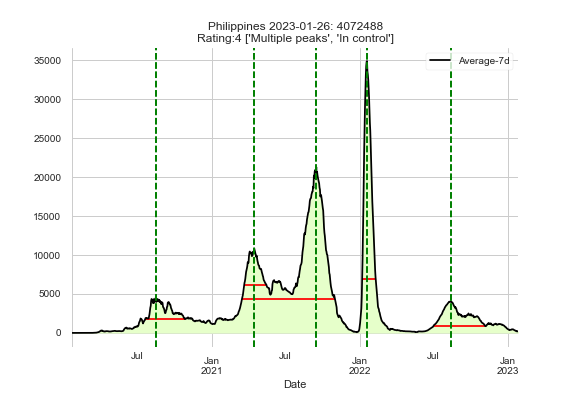 Philippines 2023-01-26: 4072488
Rating:4 ['Multiple peaks', 'In control']
Average-7d
35000
30000
25000
20000
15000
10000
5000
0
Jul
Jan
2021
Jul
Jan
2022
Jul
Jan
2023
Date